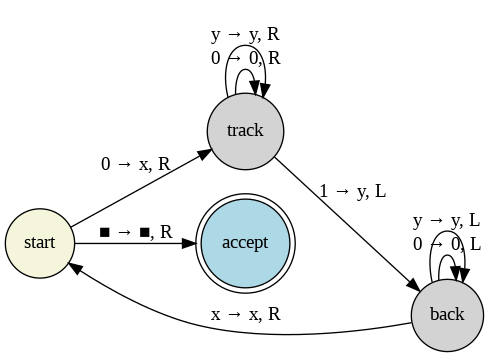 y → y, R
0 → 0, R
track
0 → x, R
1 → y, L
■ → ■, R
start
accept
y → y, L
0 → 0, L
back
x → x, R